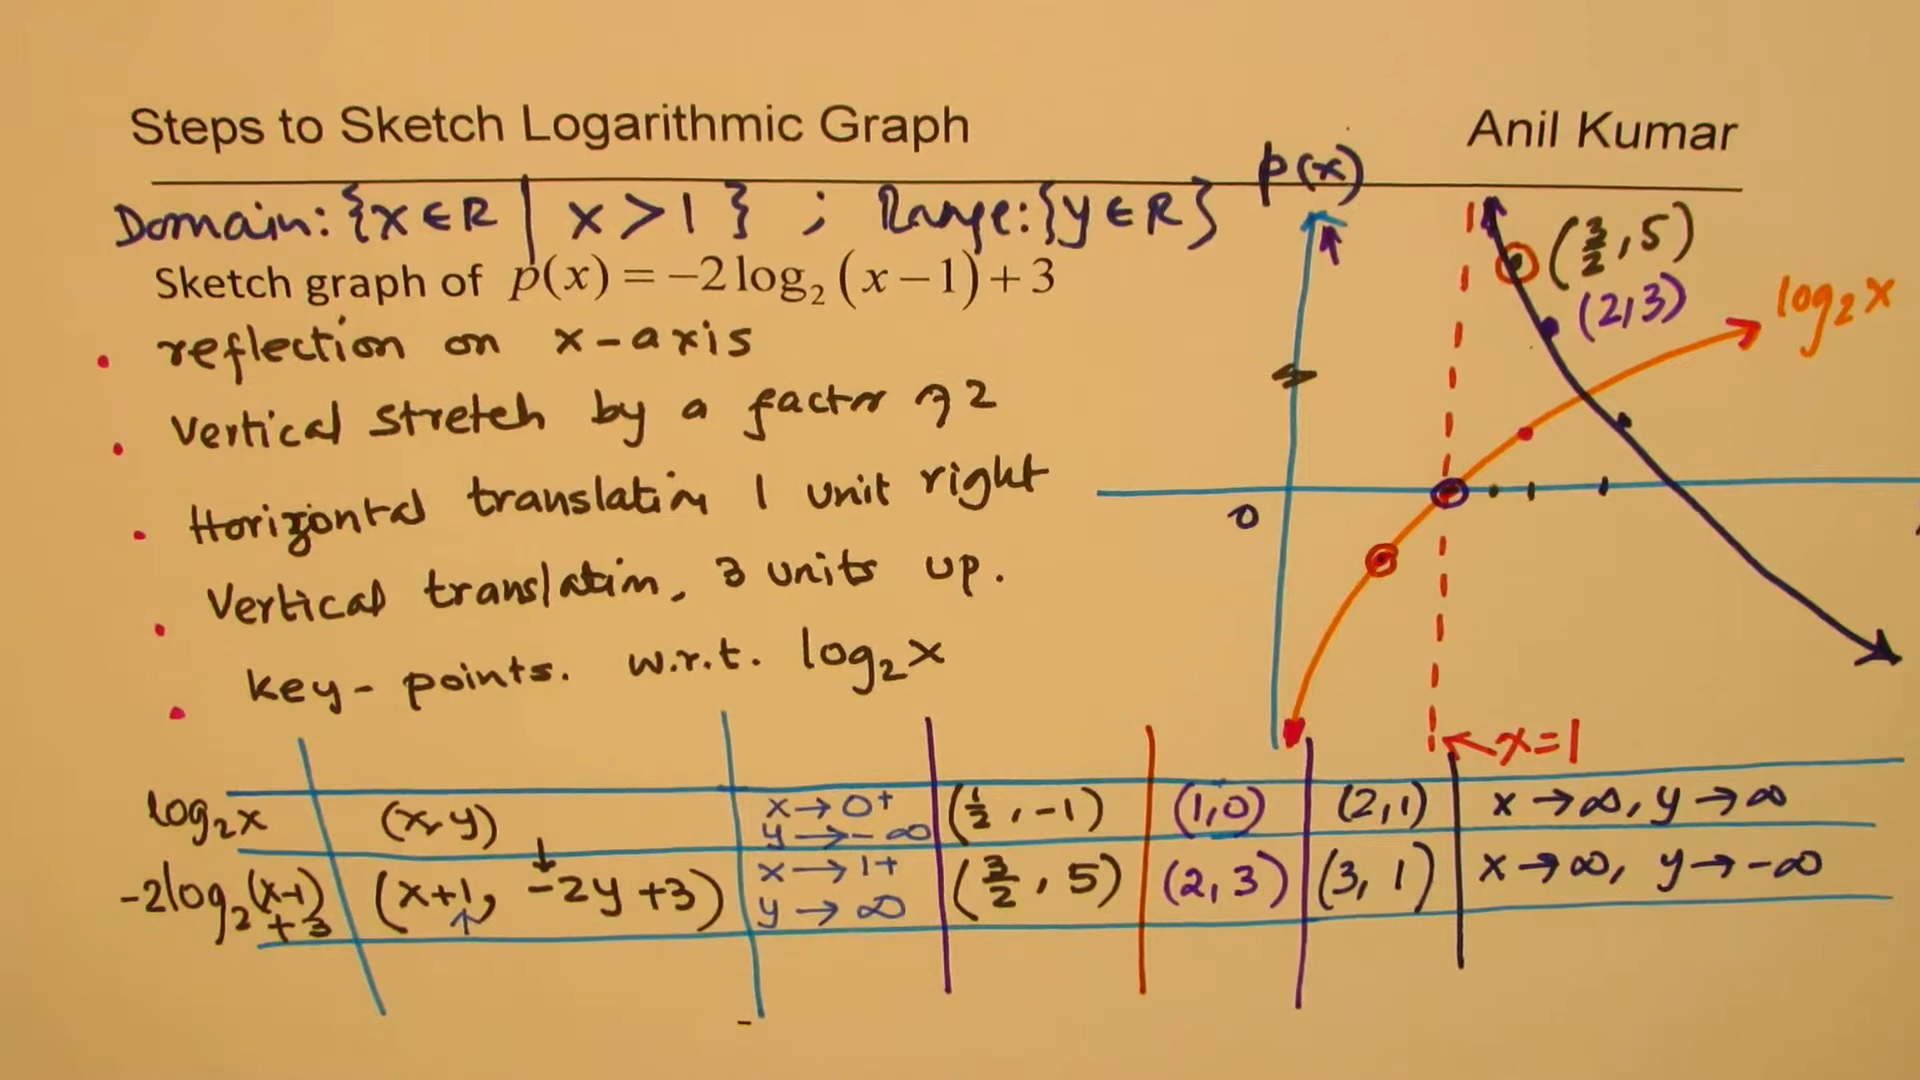 Steps to Sketch Logarithmic Graph
Anil Kumar
Domain: {x∈R | x>1 } ; Range: {y∈R}
p(x)
Sketch graph of p(x) = −2 log₂ (x−1)+3
reflection on x-axis
Vertical stretch by a factor of 2
Horizontal translation 1 unit right
Vertical translation, 3 units up.
key-points. w.r.t. log₂x
(3/2, 5)
(2,3)
log₂x
0
x=1
log₂x (x, y) x→0+ y→-∞ (1/2, -1) (1,0) (2,1) x→∞, y→∞
-2log₂(x-1)+3 (x+1, -2y+3) x→1+ y→∞ (3/2, 5) (2, 3) (3, 1) x→∞, y→-∞